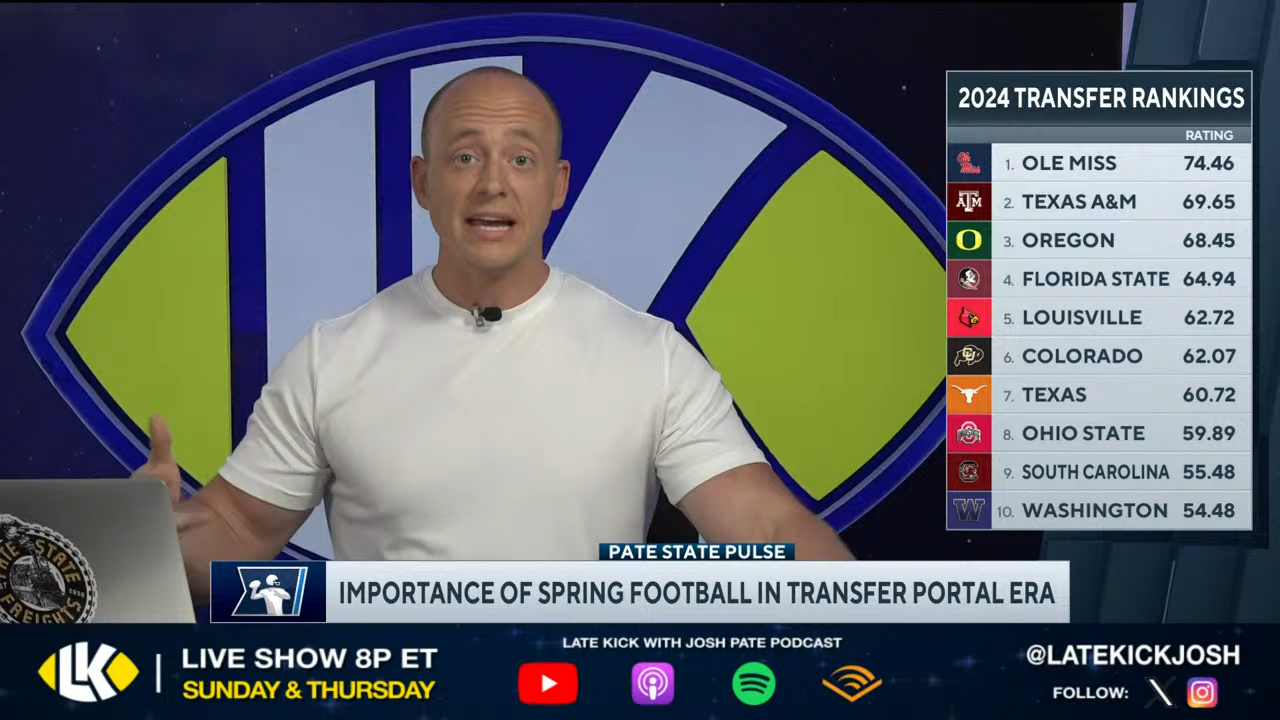 2024 TRANSFER RANKINGS
RATING
1. OLE MISS 74.46
2. TEXAS A&M 69.65
3. OREGON 68.45
4. FLORIDA STATE 64.94
5. LOUISVILLE 62.72
6. COLORADO 62.07
7. TEXAS 60.72
8. OHIO STATE 59.89
9. SOUTH CAROLINA 55.48
10. WASHINGTON 54.48
PATE STATE PULSE
IMPORTANCE OF SPRING FOOTBALL IN TRANSFER PORTAL ERA
LK
LIVE SHOW 8P ET
SUNDAY & THURSDAY
LATE KICK WITH JOSH PATE PODCAST
@LATEKICKJOSH
FOLLOW: